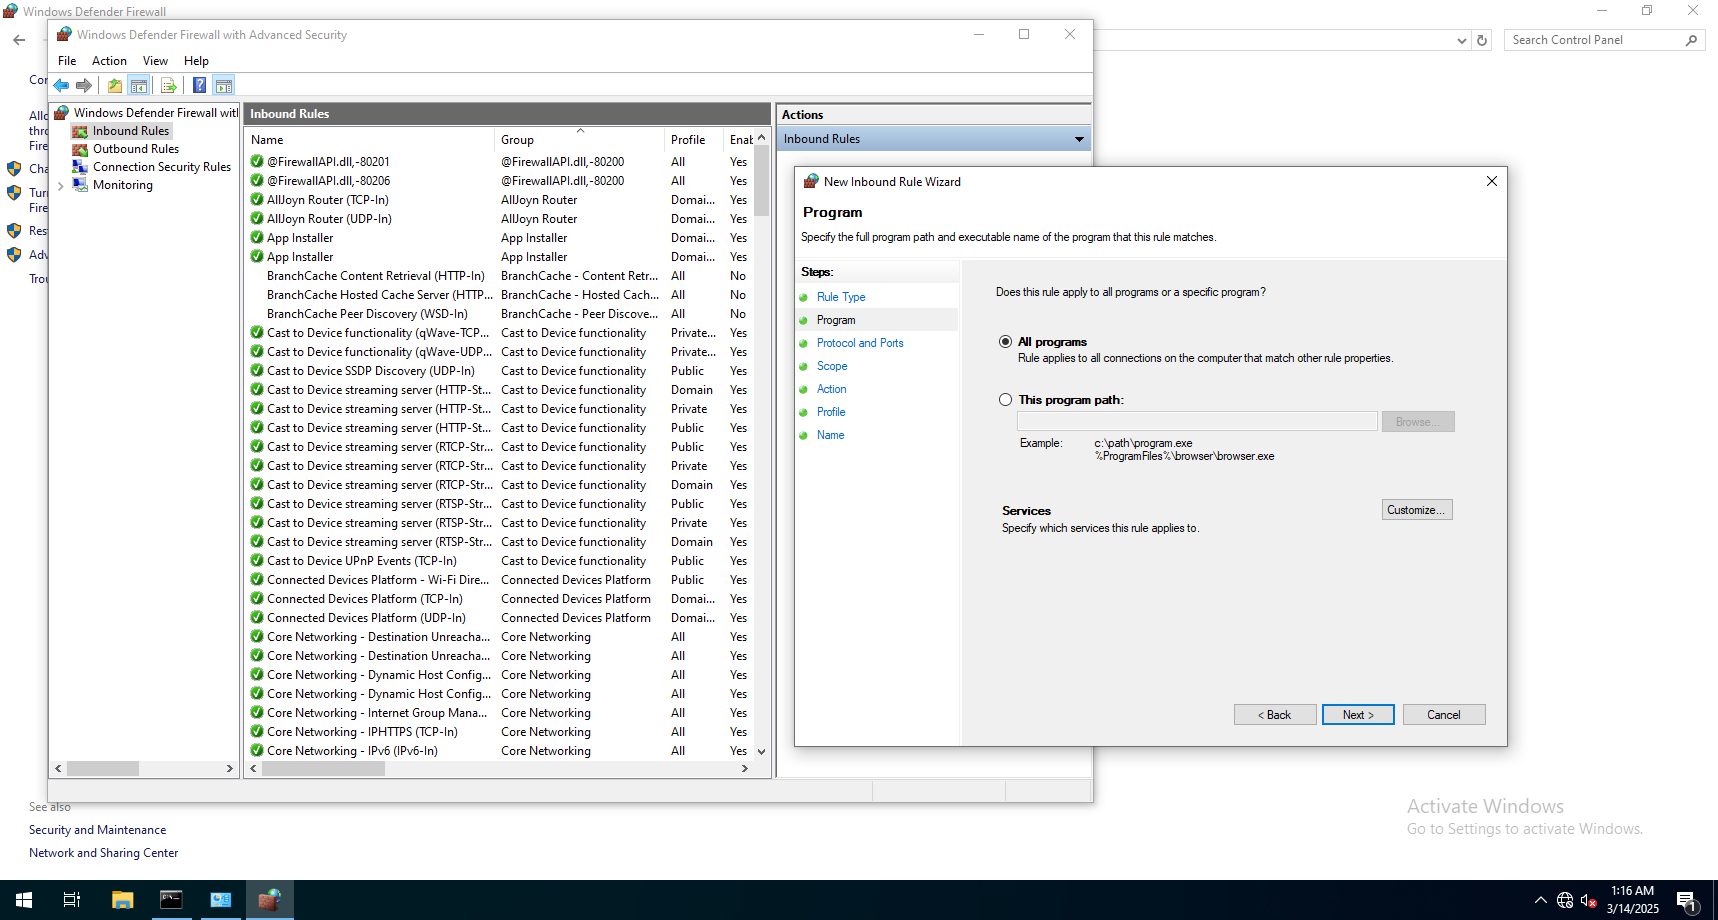 Windows Defender Firewall
Search Control Panel
Windows Defender Firewall with Advanced Security
File Action View Help
Windows Defender Firewall wit
Inbound Rules
Outbound Rules
Connection Security Rules
Monitoring
Inbound Rules
Name Group Profile Enab
@FirewallAPI.dll,-80201 @FirewallAPI.dll,-80200 All Yes
@FirewallAPI.dll,-80206 @FirewallAPI.dll,-80200 All Yes
AllJoyn Router (TCP-In) AllJoyn Router Domai... Yes
AllJoyn Router (UDP-In) AllJoyn Router Domai... Yes
App Installer App Installer Domai... Yes
App Installer App Installer Domai... Yes
BranchCache Content Retrieval (HTTP-In) BranchCache - Content Retr... All No
BranchCache Hosted Cache Server (HTTP... BranchCache - Hosted Cach... All No
BranchCache Peer Discovery (WSD-In) BranchCache - Peer Discove... All No
Cast to Device functionality (qWave-TCP... Cast to Device functionality Private... Yes
Cast to Device functionality (qWave-UDP... Cast to Device functionality Private... Yes
Cast to Device SSDP Discovery (UDP-In) Cast to Device functionality Public Yes
Cast to Device streaming server (HTTP-St... Cast to Device functionality Domain Yes
Cast to Device streaming server (HTTP-St... Cast to Device functionality Private Yes
Cast to Device streaming server (HTTP-St... Cast to Device functionality Public Yes
Cast to Device streaming server (RTCP-Str... Cast to Device functionality Public Yes
Cast to Device streaming server (RTCP-Str... Cast to Device functionality Private Yes
Cast to Device streaming server (RTCP-Str... Cast to Device functionality Domain Yes
Cast to Device streaming server (RTSP-Str... Cast to Device functionality Public Yes
Cast to Device streaming server (RTSP-Str... Cast to Device functionality Private Yes
Cast to Device streaming server (RTSP-Str... Cast to Device functionality Domain Yes
Cast to Device UPnP Events (TCP-In) Cast to Device functionality Public Yes
Connected Devices Platform - Wi-Fi Dire... Connected Devices Platform Public Yes
Connected Devices Platform (TCP-In) Connected Devices Platform Domai... Yes
Connected Devices Platform (UDP-In) Connected Devices Platform Domai... Yes
Core Networking - Destination Unreacha... Core Networking All Yes
Core Networking - Destination Unreacha... Core Networking All Yes
Core Networking - Dynamic Host Config... Core Networking All Yes
Core Networking - Dynamic Host Config... Core Networking All Yes
Core Networking - Internet Group Mana... Core Networking All Yes
Core Networking - IPHTTPS (TCP-In) Core Networking All Yes
Core Networking - IPv6 (IPv6-In) Core Networking All Yes
Actions
Inbound Rules
New Inbound Rule Wizard
Program
Specify the full program path and executable name of the program that this rule matches.
Steps:
Rule Type
Program
Protocol and Ports
Scope
Action
Profile
Name
Does this rule apply to all programs or a specific program?
All programs
Rule applies to all connections on the computer that match other rule properties.
This program path:
Browse...
Example: c:\path\program.exe
%ProgramFiles%\browser\browser.exe
Services
Customize...
Specify which services this rule applies to.
< Back Next > Cancel
Cor
Allo
thro
Fire
Cha
Turn
Fire
Res
Adv
Trou
See also
Security and Maintenance
Network and Sharing Center
Activate Windows
Go to Settings to activate Windows.
1:16 AM
3/14/2025
1